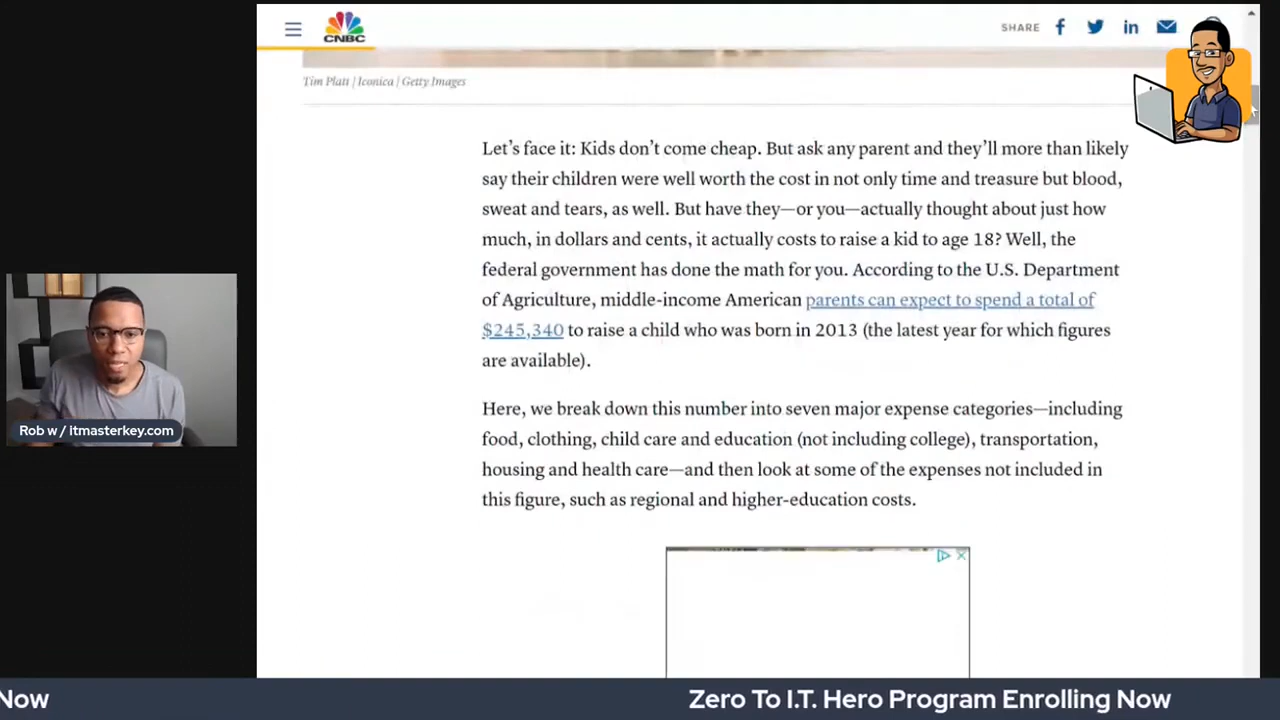 CNBC
SHARE
Tim Platt | Iconica | Getty Images
Let's face it: Kids don't come cheap. But ask any parent and they'll more than likely
say their children were well worth the cost in not only time and treasure but blood,
sweat and tears, as well. But have they—or you—actually thought about just how
much, in dollars and cents, it actually costs to raise a kid to age 18? Well, the
federal government has done the math for you. According to the U.S. Department
of Agriculture, middle-income American parents can expect to spend a total of
$245,340 to raise a child who was born in 2013 (the latest year for which figures
are available).
Here, we break down this number into seven major expense categories—including
food, clothing, child care and education (not including college), transportation,
housing and health care—and then look at some of the expenses not included in
this figure, such as regional and higher-education costs.
Rob w / itmasterkey.com
Now
Zero To I.T. Hero Program Enrolling Now